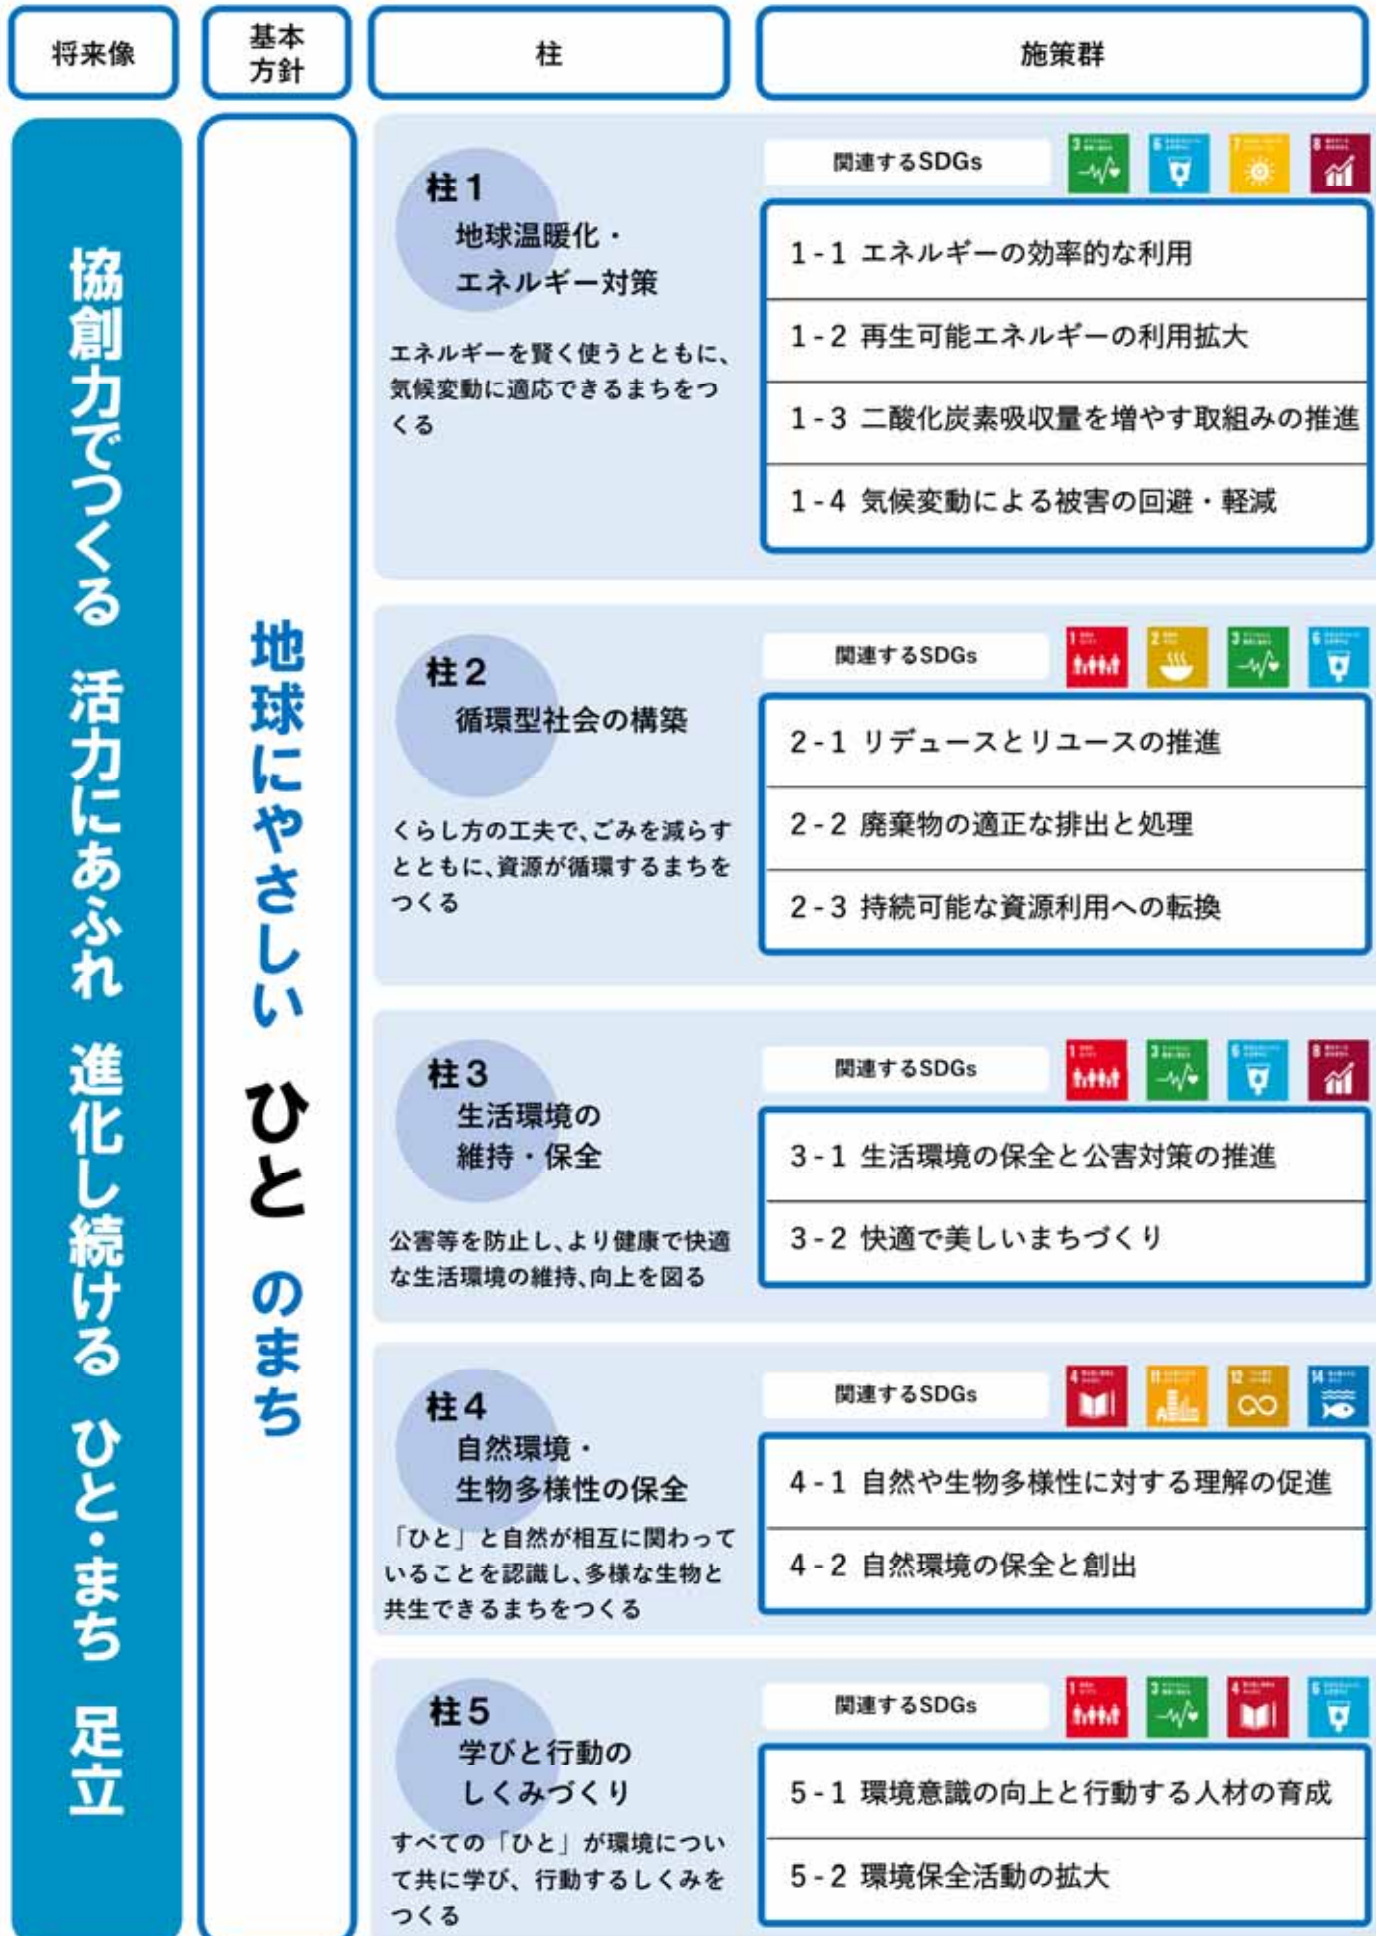 将来像
基本
方針
柱
施策群
協創力でつくる 活力にあふれ 進化し続ける ひと・まち 足立
地球にやさしい ひと のまち
柱1
地球温暖化・
エネルギー対策
エネルギーを賢く使うとともに、
気候変動に適応できるまちをつ
くる
関連するSDGs
3
6
7
8
1-1 エネルギーの効率的な利用
1-2 再生可能エネルギーの利用拡大
1-3 二酸化炭素吸収量を増やす取組みの推進
1-4 気候変動による被害の回避・軽減
柱2
循環型社会の構築
くらし方の工夫で、ごみを減らす
とともに、資源が循環するまちを
つくる
関連するSDGs
1
2
3
6
2-1 リデュースとリユースの推進
2-2 廃棄物の適正な排出と処理
2-3 持続可能な資源利用への転換
柱3
生活環境の
維持・保全
公害等を防止し、より健康で快適
な生活環境の維持、向上を図る
関連するSDGs
1
3
6
8
3-1 生活環境の保全と公害対策の推進
3-2 快適で美しいまちづくり
柱4
自然環境・
生物多様性の保全
「ひと」と自然が相互に関わって
いることを認識し、多様な生物と
共生できるまちをつくる
関連するSDGs
4
11
12
14
4-1 自然や生物多様性に対する理解の促進
4-2 自然環境の保全と創出
柱5
学びと行動の
しくみづくり
すべての「ひと」が環境につい
て共に学び、行動するしくみを
つくる
関連するSDGs
1
3
4
6
5-1 環境意識の向上と行動する人材の育成
5-2 環境保全活動の拡大